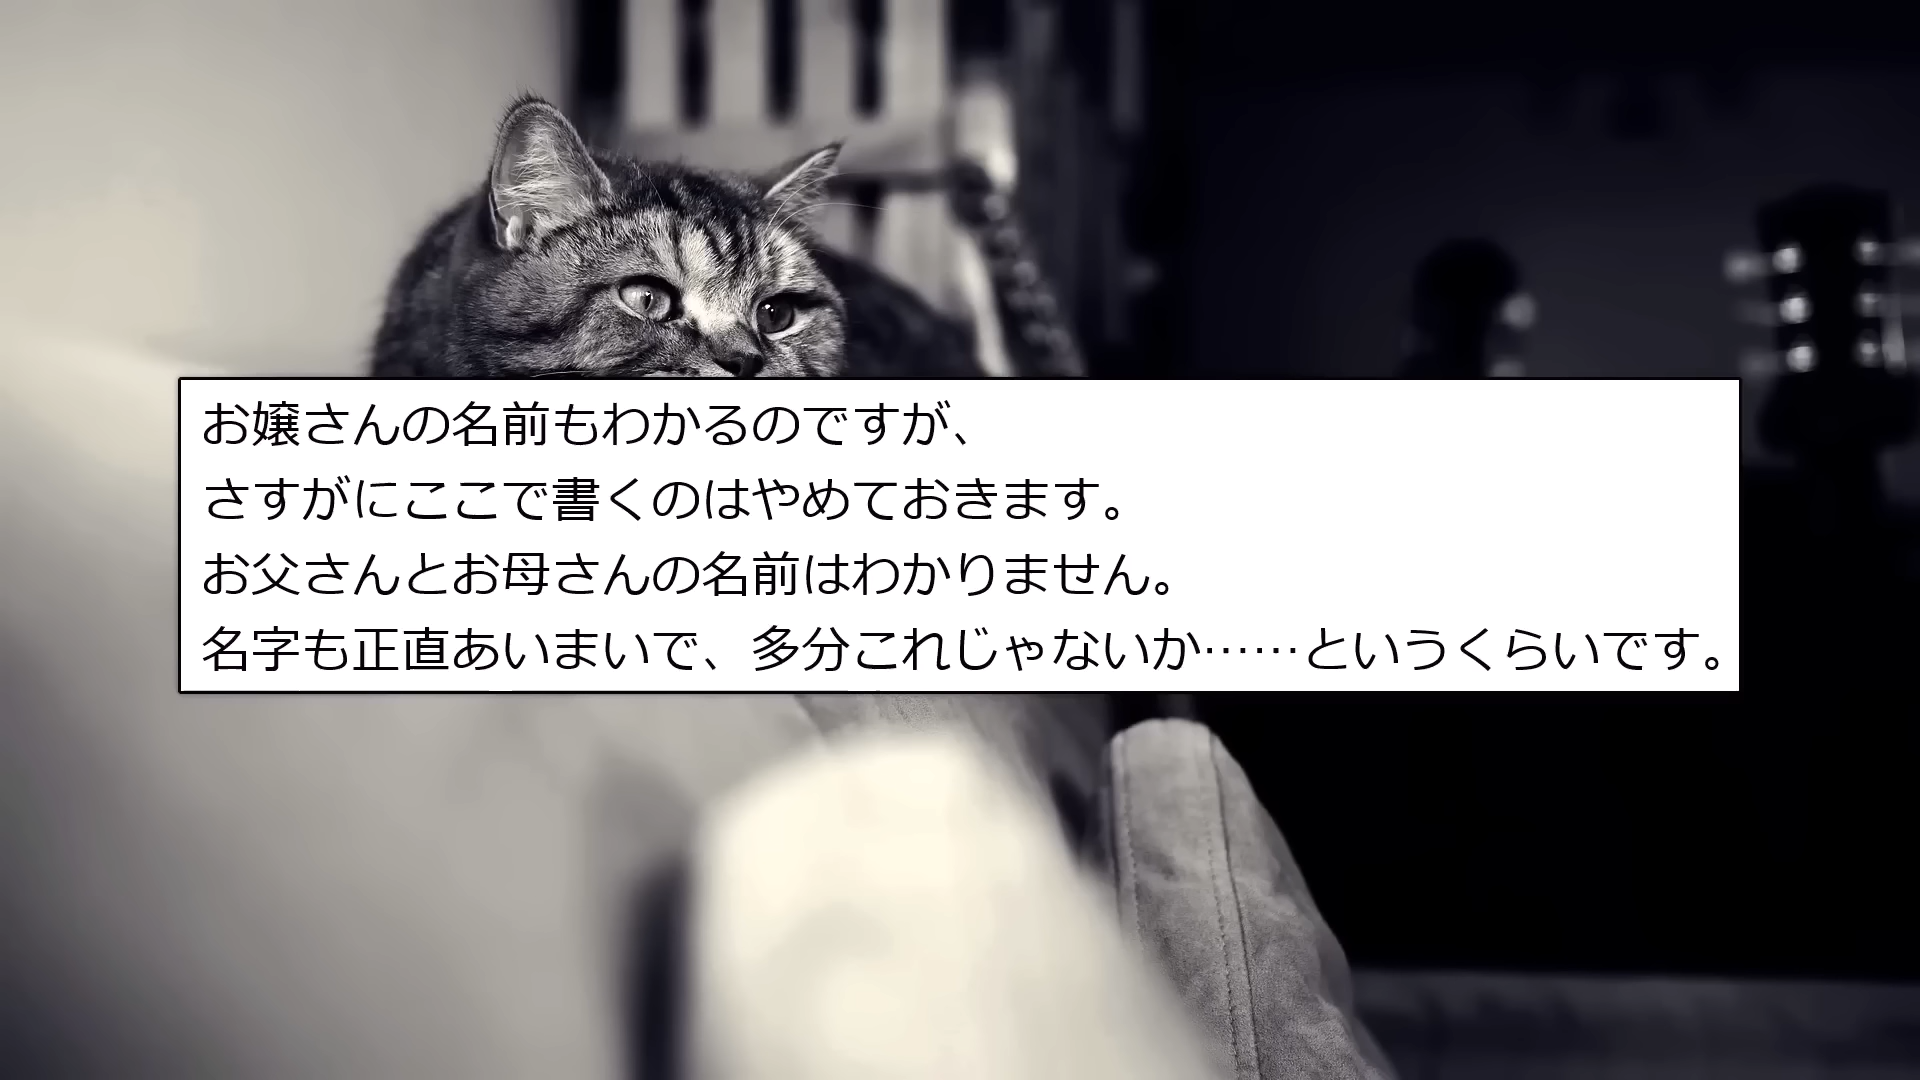 お嬢さんの名前もわかるのですが、
さすがにここで書くのはやめておきます。
お父さんとお母さんの名前はわかりません。
名字も正直あいまいで、多分これじゃないか……というくらいです。